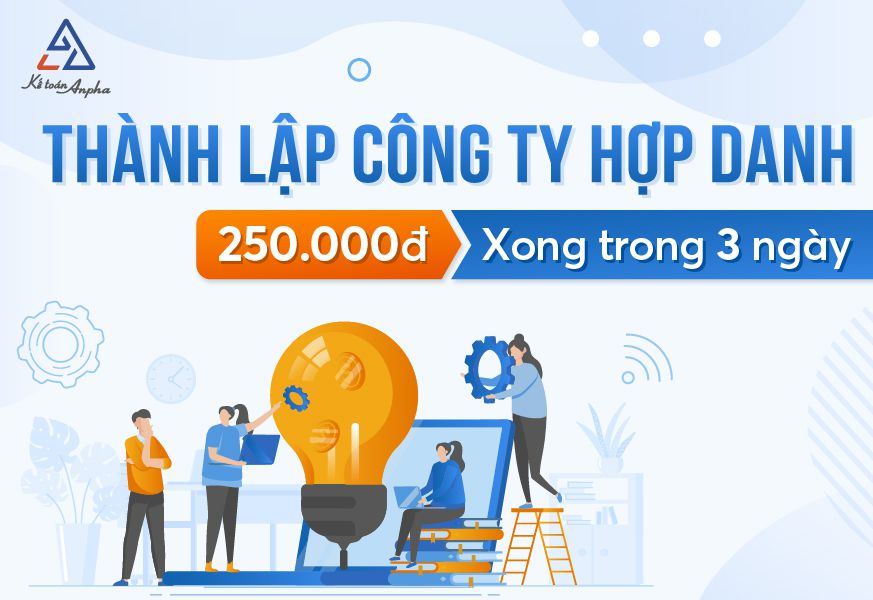 Kế toán Anpha
THÀNH LẬP CÔNG TY HỢP DANH
250.000đ Xong trong 3 ngày